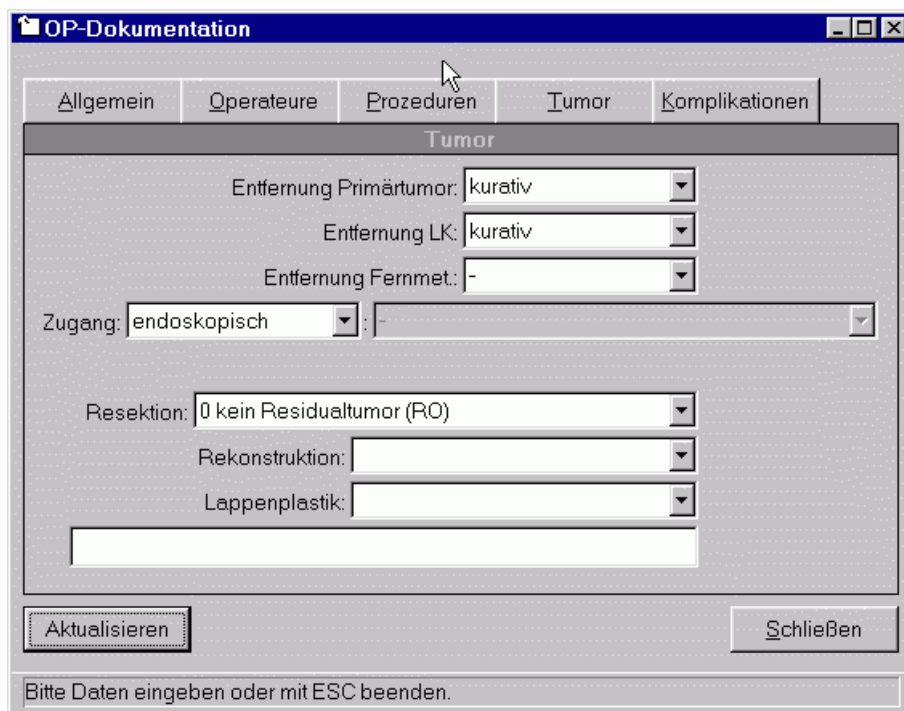 OP-Dokumentation
Allgemein Operateure Prozeduren Tumor Komplikationen
Tumor
Entfernung Primärtumor: kurativ
Entfernung LK: kurativ
Entfernung Fernmet.: -
Zugang: endoskopisch : -
Resektion: 0 kein Residualtumor (RO)
Rekonstruktion:
Lappenplastik:
Aktualisieren Schließen
Bitte Daten eingeben oder mit ESC beenden.